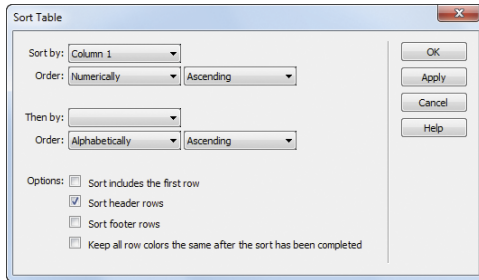 Sort Table
Sort by: Column 1
Order: Numerically Ascending
Then by:
Order: Alphabetically Ascending
Options: Sort includes the first row
Sort header rows
Sort footer rows
Keep all row colors the same after the sort has been completed
OK
Apply
Cancel
Help